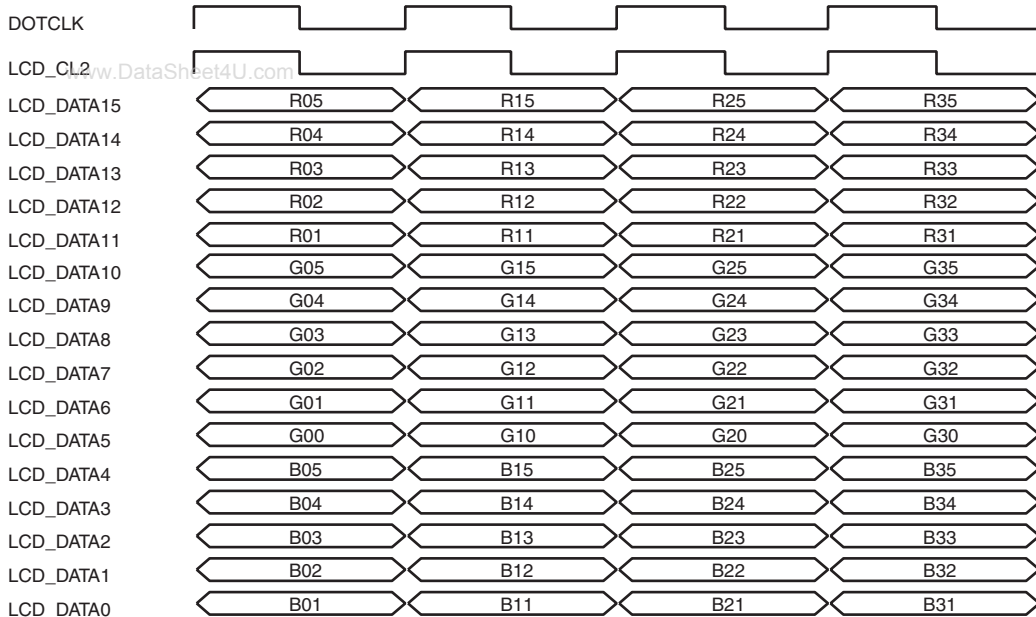 DOTCLK
LCD_CL2
www.DataSheet4U.com
LCD_DATA15 R05 R15 R25 R35
LCD_DATA14 R04 R14 R24 R34
LCD_DATA13 R03 R13 R23 R33
LCD_DATA12 R02 R12 R22 R32
LCD_DATA11 R01 R11 R21 R31
LCD_DATA10 G05 G15 G25 G35
LCD_DATA9 G04 G14 G24 G34
LCD_DATA8 G03 G13 G23 G33
LCD_DATA7 G02 G12 G22 G32
LCD_DATA6 G01 G11 G21 G31
LCD_DATA5 G00 G10 G20 G30
LCD_DATA4 B05 B15 B25 B35
LCD_DATA3 B04 B14 B24 B34
LCD_DATA2 B03 B13 B23 B33
LCD_DATA1 B02 B12 B22 B32
LCD_DATA0 B01 B11 B21 B31